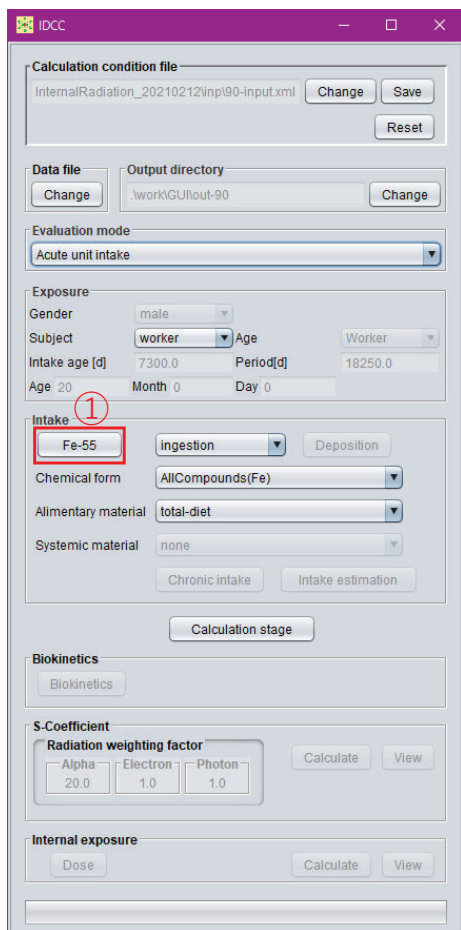 IDCC
Calculation condition file
InternalRadiation_20210212\inp\90-input.xml Change Save
Reset
Data file Output directory
Change .\work\GUI\out-90 Change
Evaluation mode
Acute unit intake
Exposure
Gender male
Subject worker Age Worker
Intake age [d] 7300.0 Period[d] 18250.0
Age 20 Month 0 Day 0
①
Intake
Fe-55 ingestion Deposition
Chemical form AllCompounds(Fe)
Alimentary material total-diet
Systemic material none
Chronic intake Intake estimation
Calculation stage
Biokinetics
Biokinetics
S-Coefficient
Radiation weighting factor
Alpha Electron Photon Calculate View
20.0 1.0 1.0
Internal exposure
Dose Calculate View